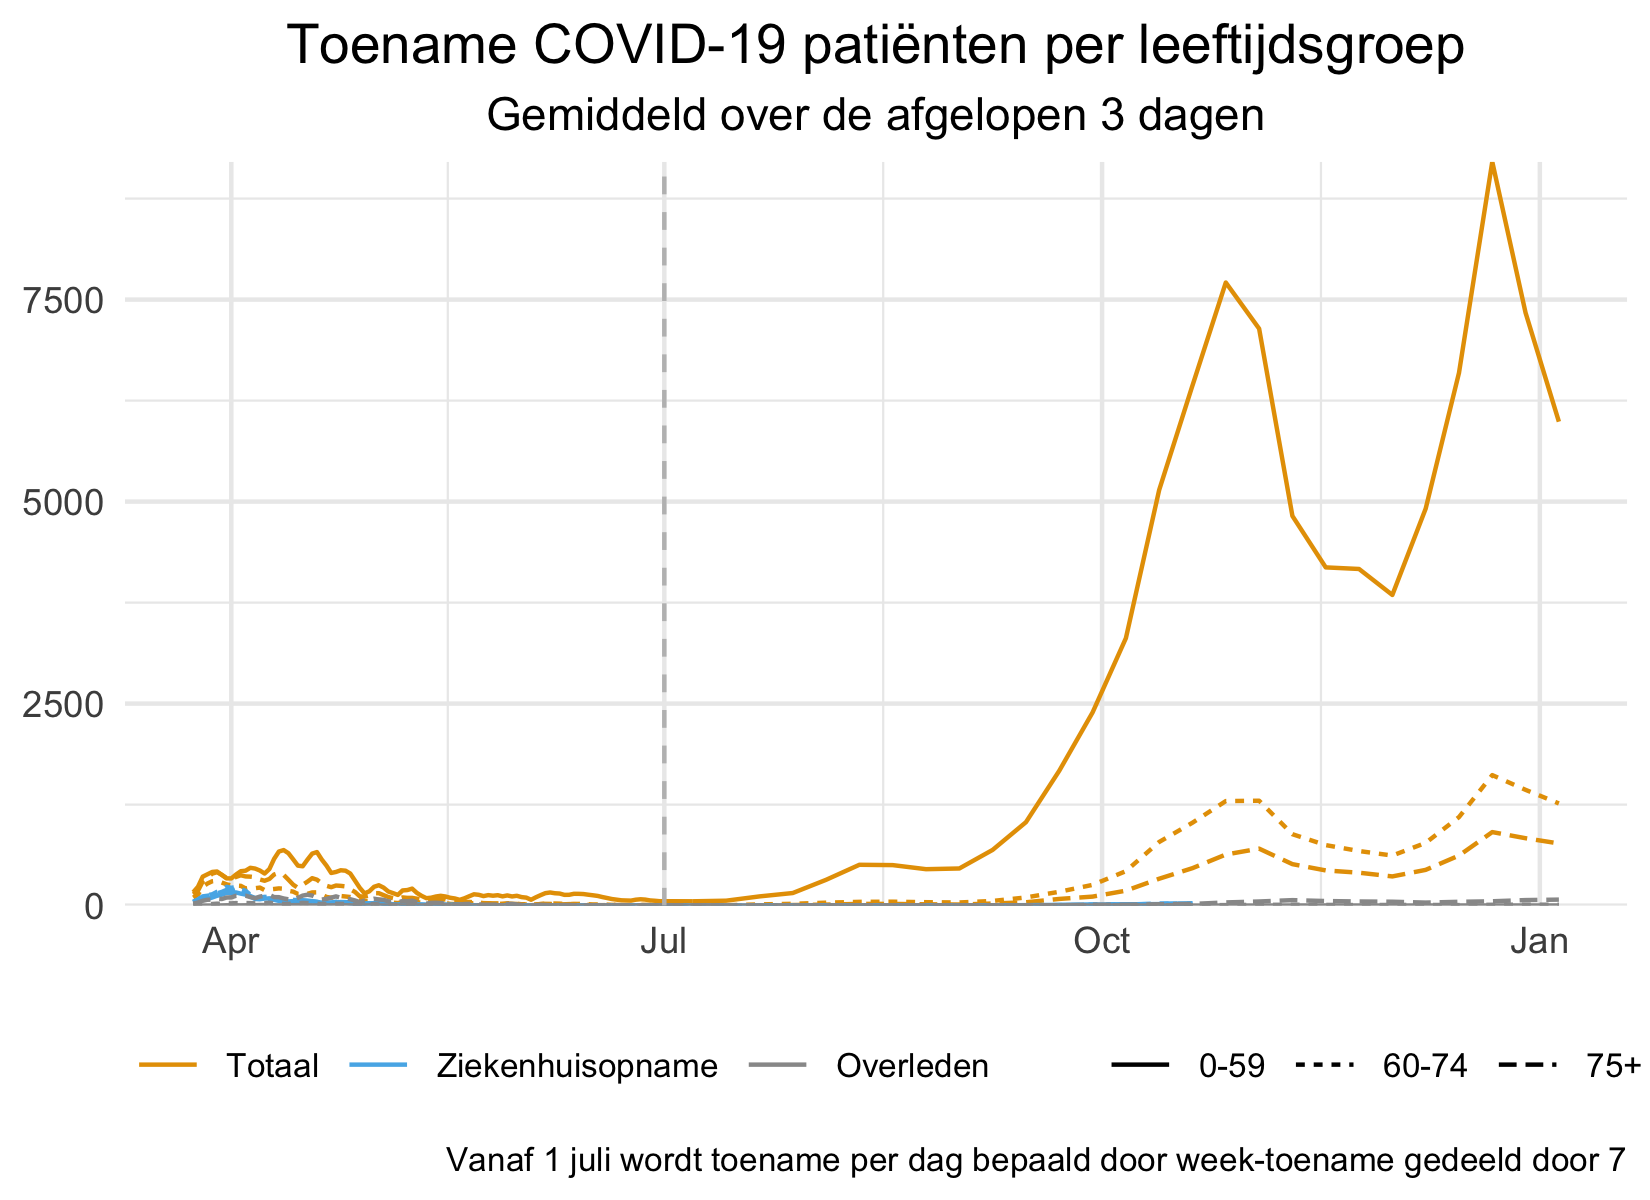 Toename COVID-19 patiënten per leeftijdsgroep
Gemiddeld over de afgelopen 3 dagen
7500
5000
2500
0
Apr Jul Oct Jan
Totaal Ziekenhuisopname Overleden 0-59 60-74 75+
Vanaf 1 juli wordt toename per dag bepaald door week-toename gedeeld door 7